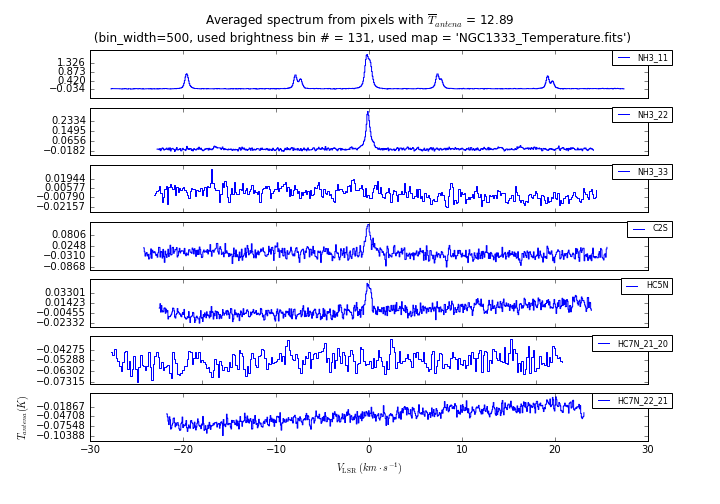 Averaged spectrum from pixels with T̅_antena = 12.89
(bin_width=500, used brightness bin # = 131, used map = 'NGC1333_Temperature.fits')
1.326
0.873
0.420
−0.034
NH3_11
0.2334
0.1495
0.0656
−0.0182
NH3_22
0.01944
0.00577
−0.00790
−0.02157
NH3_33
0.0806
0.0248
−0.0310
−0.0868
C2S
0.03301
0.01423
−0.00455
−0.02332
HC5N
−0.04275
−0.05288
−0.06302
−0.07315
HC7N_21_20
−0.01867
−0.04708
−0.07548
−0.10388
HC7N_22_21
T_antena(K)
−30 −20 −10 0 10 20 30
V_LSR (km · s⁻¹)